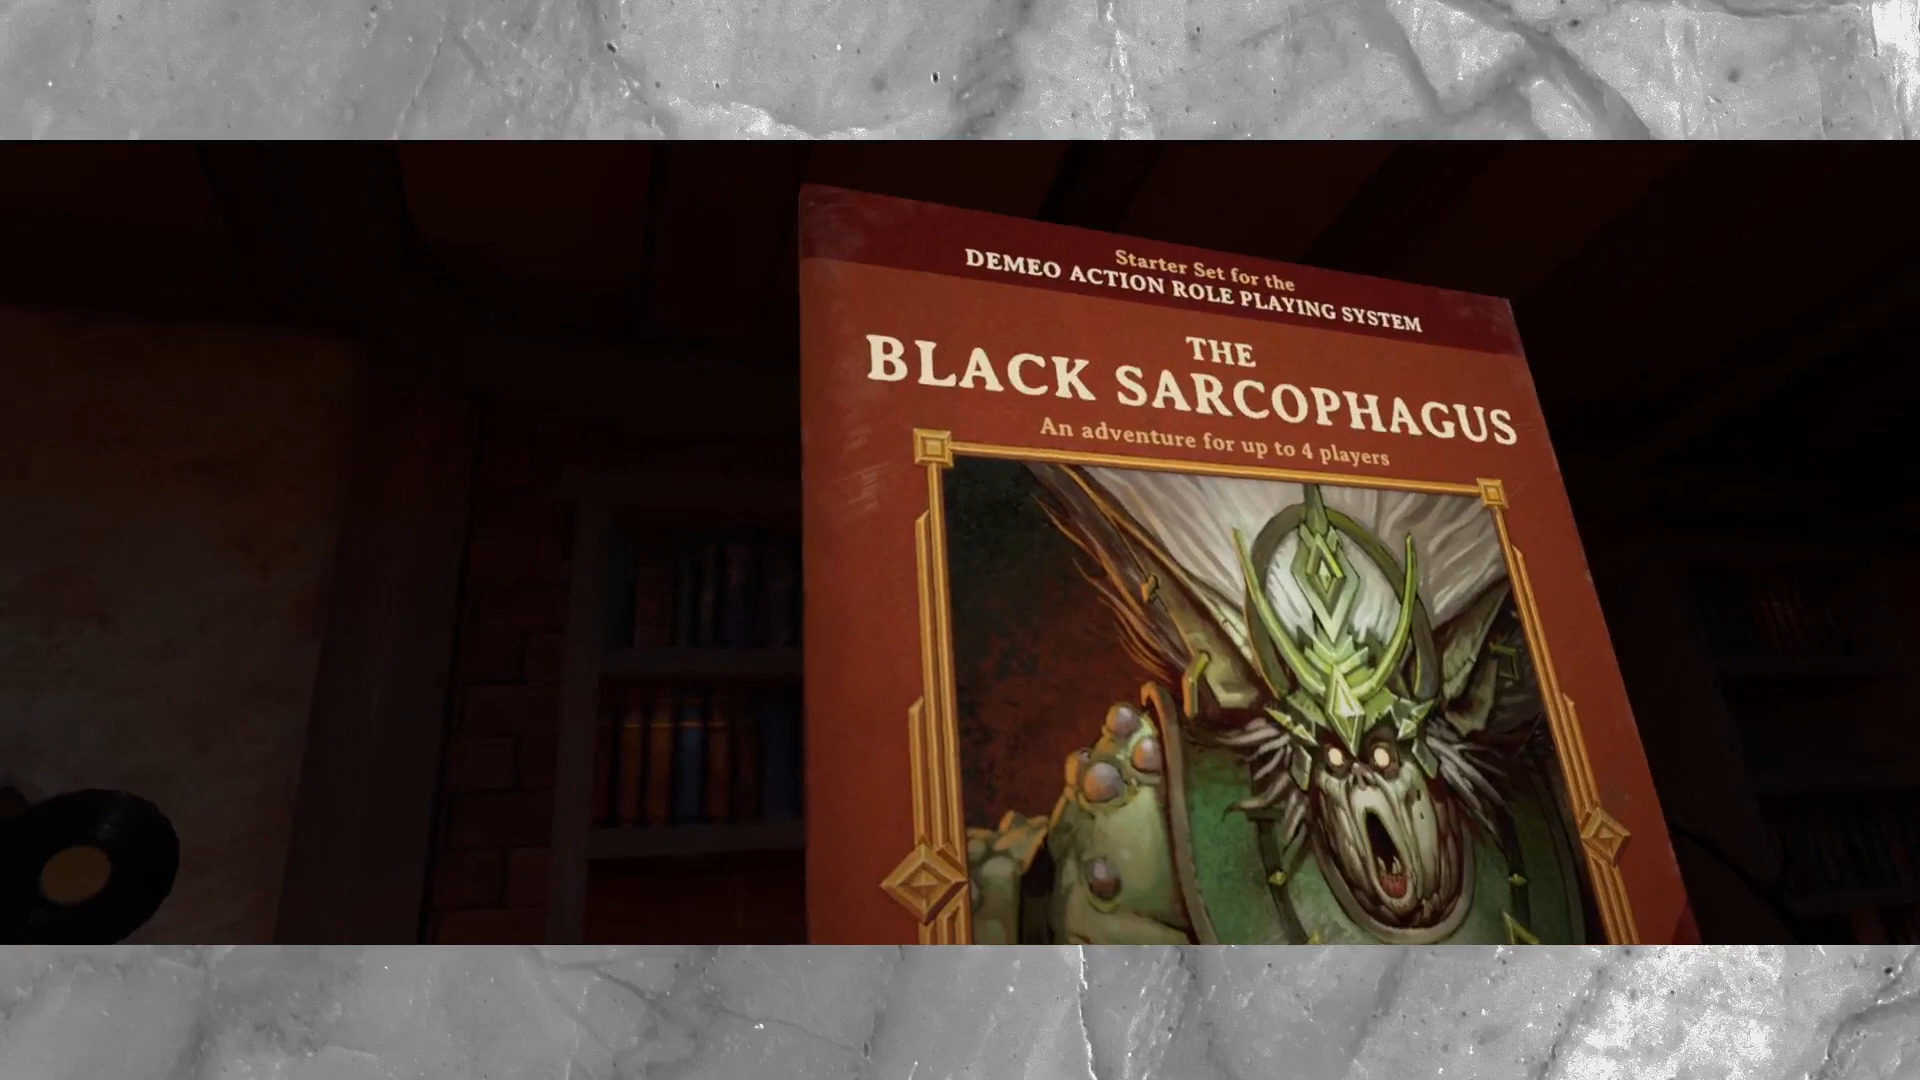 Starter Set for the
DEMEO ACTION ROLE PLAYING SYSTEM
THE
BLACK SARCOPHAGUS
An adventure for up to 4 players